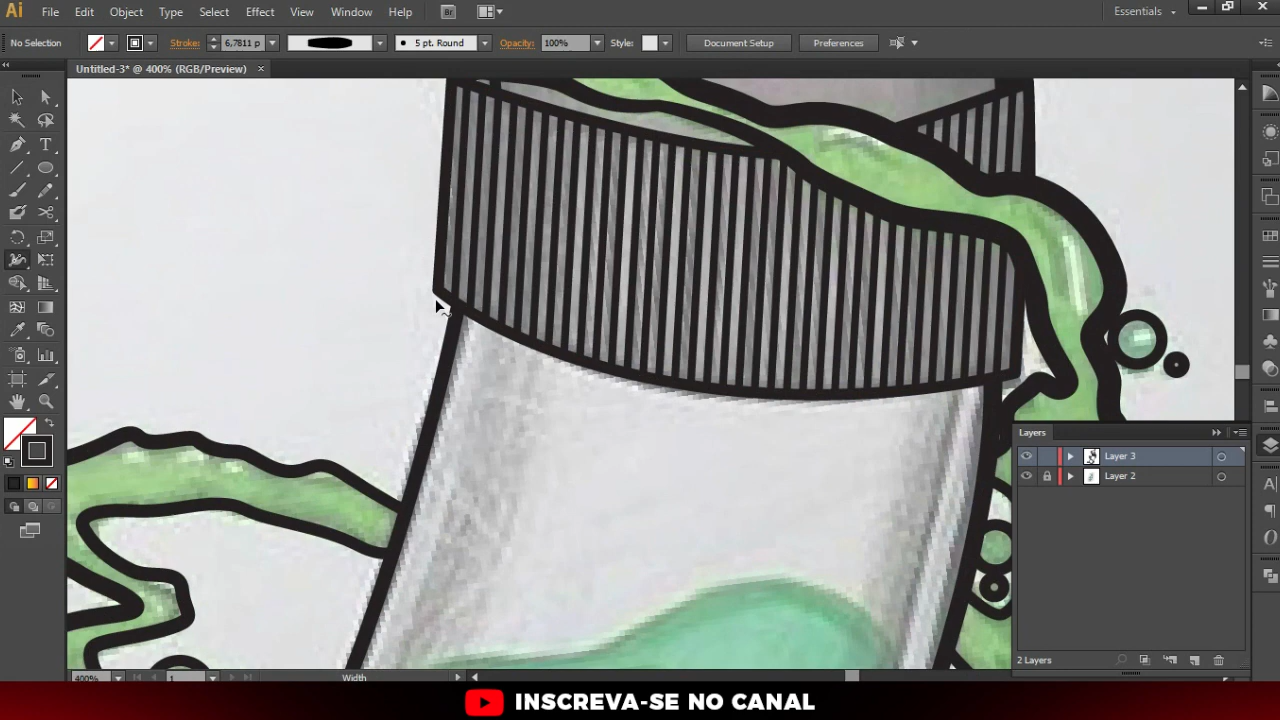 Ai File Edit Object Type Select Effect View Window Help Br Essentials
No Selection Stroke: 6,7811 p 5 pt. Round Opacity: 100% Style: Document Setup Preferences
Untitled-3* @ 400% (RGB/Preview) ×
Layers
Layer 3
Layer 2
2 Layers
400% 1 Width
INSCREVA-SE NO CANAL